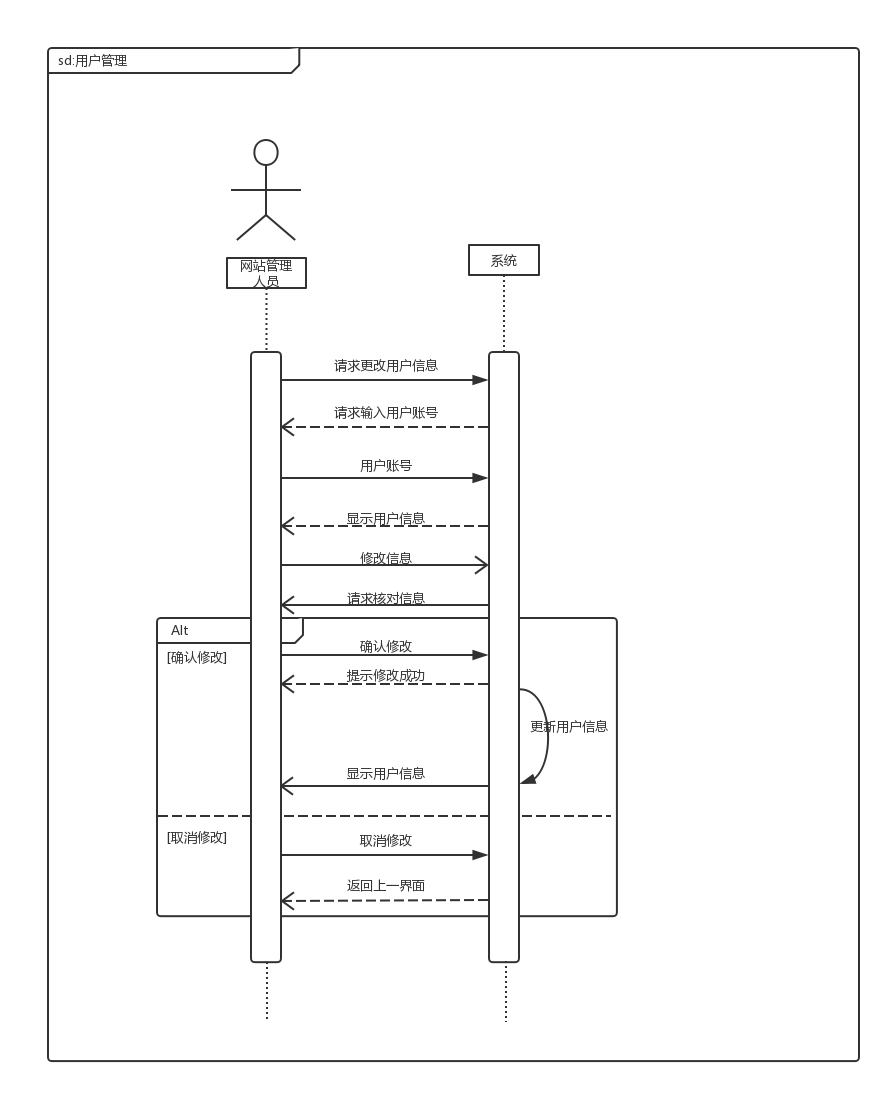 sd:用户管理
网站管理
人员
系统
请求更改用户信息
请求输入用户账号
用户账号
显示用户信息
修改信息
请求核对信息
Alt
确认修改
[确认修改]
提示修改成功
更新用户信息
显示用户信息
[取消修改]
取消修改
返回上一界面